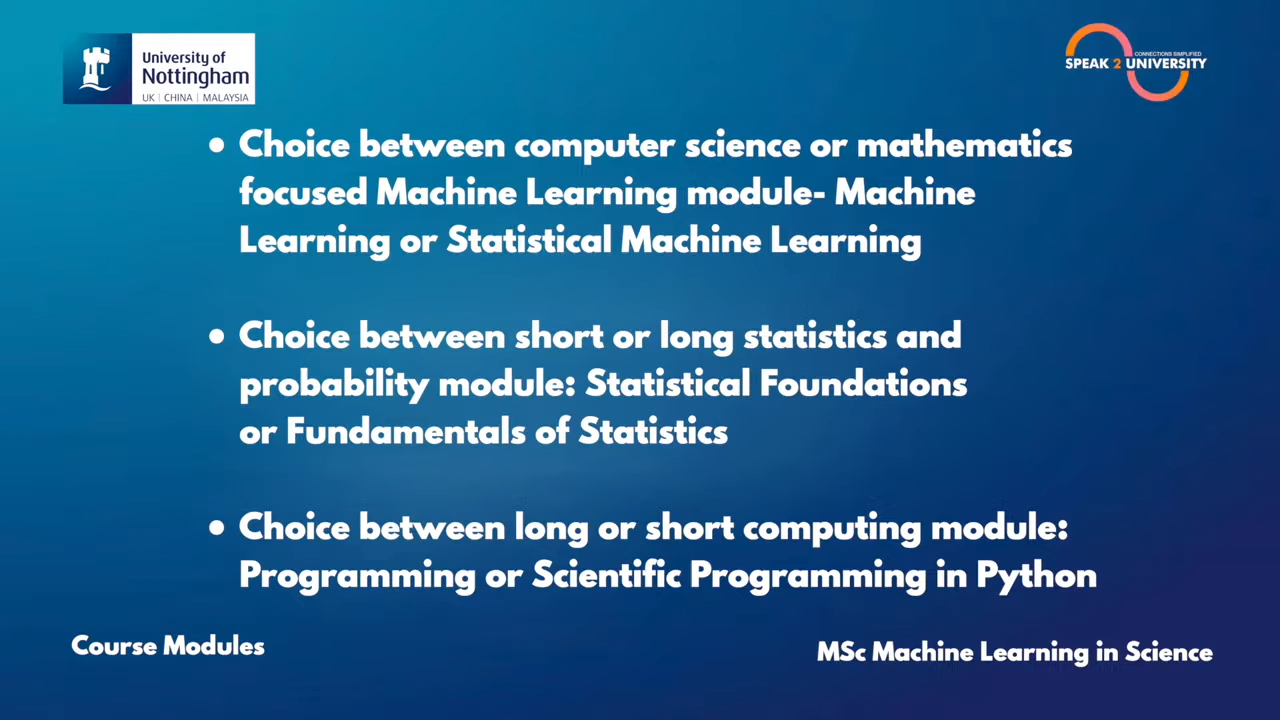 University of
Nottingham
UK | CHINA | MALAYSIA
CONNECTIONS SIMPLIFIED
SPEAK 2 UNIVERSITY
• Choice between computer science or mathematics
focused Machine Learning module- Machine
Learning or Statistical Machine Learning
• Choice between short or long statistics and
probability module: Statistical Foundations
or Fundamentals of Statistics
• Choice between long or short computing module:
Programming or Scientific Programming in Python
Course Modules
MSc Machine Learning in Science